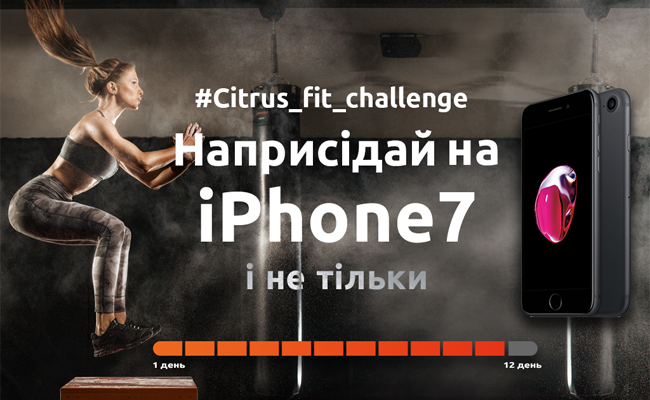 #Citrus_fit_challenge
Наприсідай на
iPhone7
і не тільки
1 день
12 день